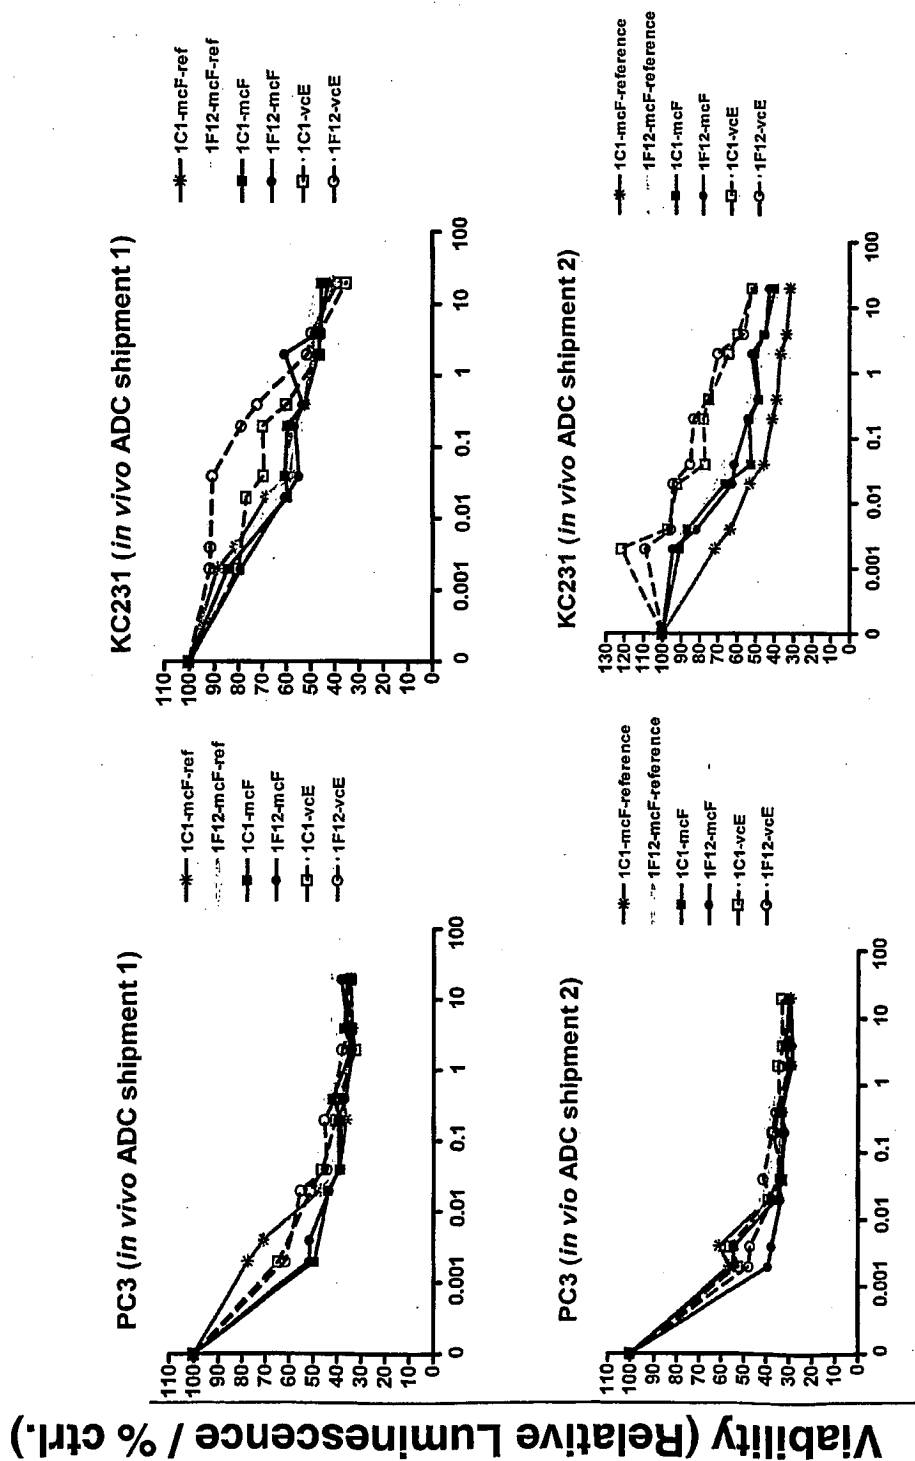 Viability (Relative Luminescence / % ctrl.)
PC3 (in vivo ADC shipment 1)
110
100
90
80
70
60
50
40
30
20
10
0
0 0.001 0.01 0.1 1 10 100
1C1-mcF-ref
1F12-mcF-ref
1C1-mcF
1F12-mcF
1C1-vcE
1F12-vcE
KC231 (in vivo ADC shipment 1)
110
100
90
80
70
60
50
40
30
20
10
0
0 0.001 0.01 0.1 1 10 100
1C1-mcF-ref
1F12-mcF-ref
1C1-mcF
1F12-mcF
1C1-vcE
1F12-vcE
PC3 (in vio ADC shipment 2)
110
100
90
80
70
60
50
40
30
20
10
0
0 0.001 0.01 0.1 1 10 100
1C1-mcF-reference
1F12-mcF-reference
1C1-mcF
1F12-mcF
1C1-vcE
1F12-vcE
KC231 (in vivo ADC shipment 2)
130
120
110
100
90
80
70
60
50
40
30
20
10
0
0 0.001 0.01 0.1 1 10 100
1C1-mcF-reference
1F12-mcF-reference
1C1-mcF
1F12-mcF
1C1-vcE
1F12-vcE